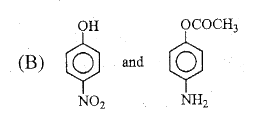 OH OCOCH₃
(B) and
NO₂ NH₂